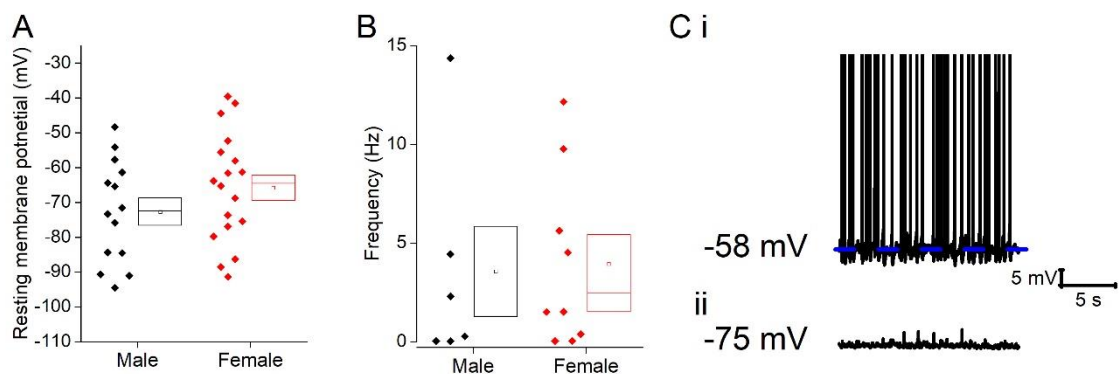 A
Resting membrane potnetial (mV)
-30
-40
-50
-60
-70
-80
-90
-100
-110
Male
Female
B
Frequency (Hz)
15
10
5
0
Male
Female
C i
-58 mV
5 mV
5 s
ii
-75 mV